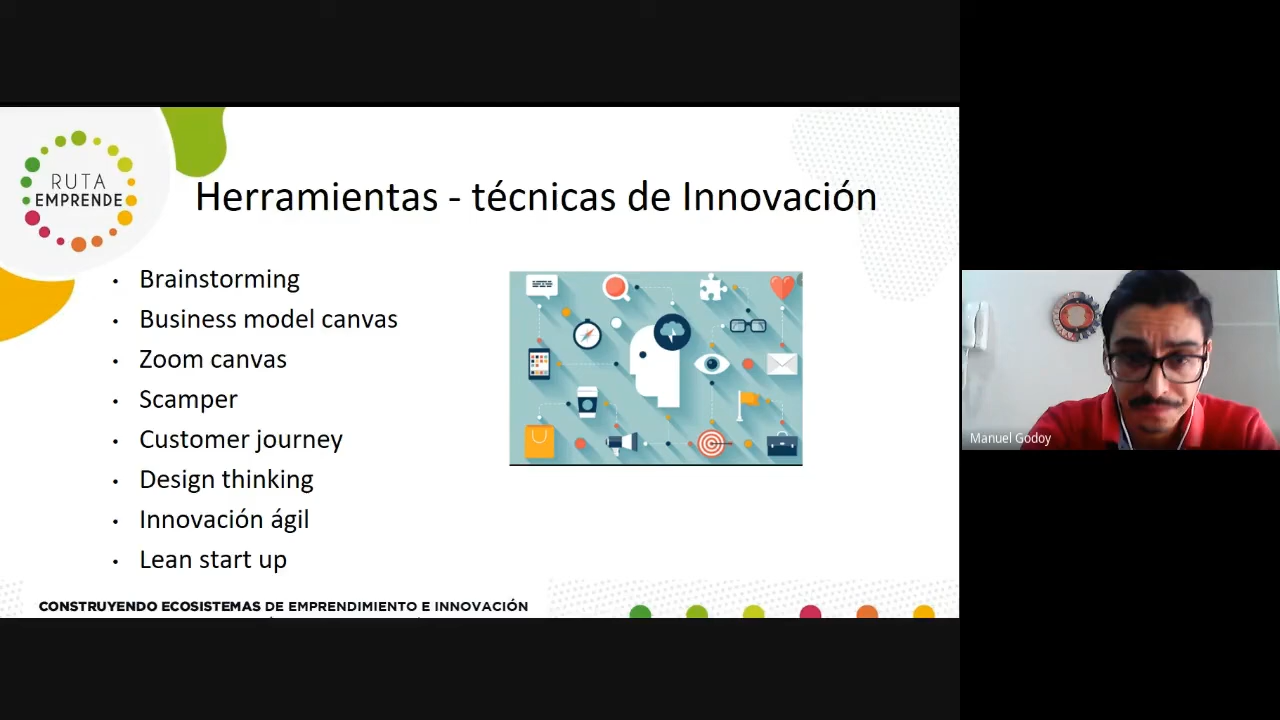 RUTA
EMPRENDE
Herramientas - técnicas de Innovación
• Brainstorming
• Business model canvas
• Zoom canvas
• Scamper
• Customer journey
• Design thinking
• Innovación ágil
• Lean start up
CONSTRUYENDO ECOSISTEMAS DE EMPRENDIMIENTO E INNOVACIÓN
Manuel Godoy